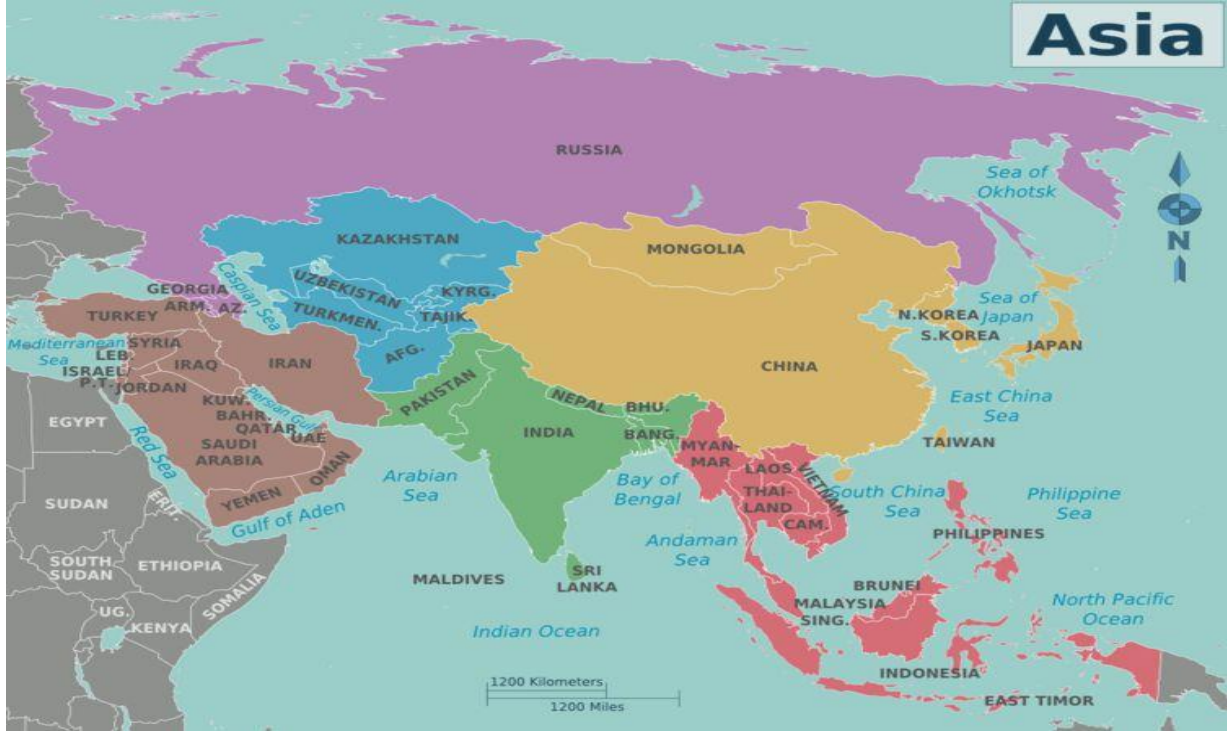 Asia
RUSSIA
Sea of
Okhotsk
N
KAZAKHSTAN
MONGOLIA
UZBEKISTAN
KYRG.
Caspian Sea
GEORGIA
ARM.
AZ.
TURKMEN.
TAJIK.
TURKEY
N.KOREA
Sea of
Japan
S.KOREA
JAPAN
Mediterranean
Sea
SYRIA
LEB.
IRAQ
IRAN
AFG.
CHINA
ISRAEL/
P.T.
JORDAN
PAKISTAN
KUW.
Persian Gulf
BAHR.
QATAR
UAE
NEPAL
BHU.
East China
Sea
EGYPT
INDIA
BANG.
MYAN-
MAR
TAIWAN
Red Sea
SAUDI
ARABIA
OMAN
Arabian
Sea
Bay of
Bengal
LAOS
VIETNAM
South China
Sea
Philippine
Sea
SUDAN
ERIT.
YEMEN
Gulf of Aden
THAI-
LAND
CAM.
Andaman
Sea
PHILIPPINES
SOUTH
SUDAN
ETHIOPIA
SOMALIA
MALDIVES
SRI
LANKA
BRUNEI
MALAYSIA
SING.
North Pacific
Ocean
UG.
KENYA
Indian Ocean
INDONESIA
EAST TIMOR
1200 Kilometers
1200 Miles